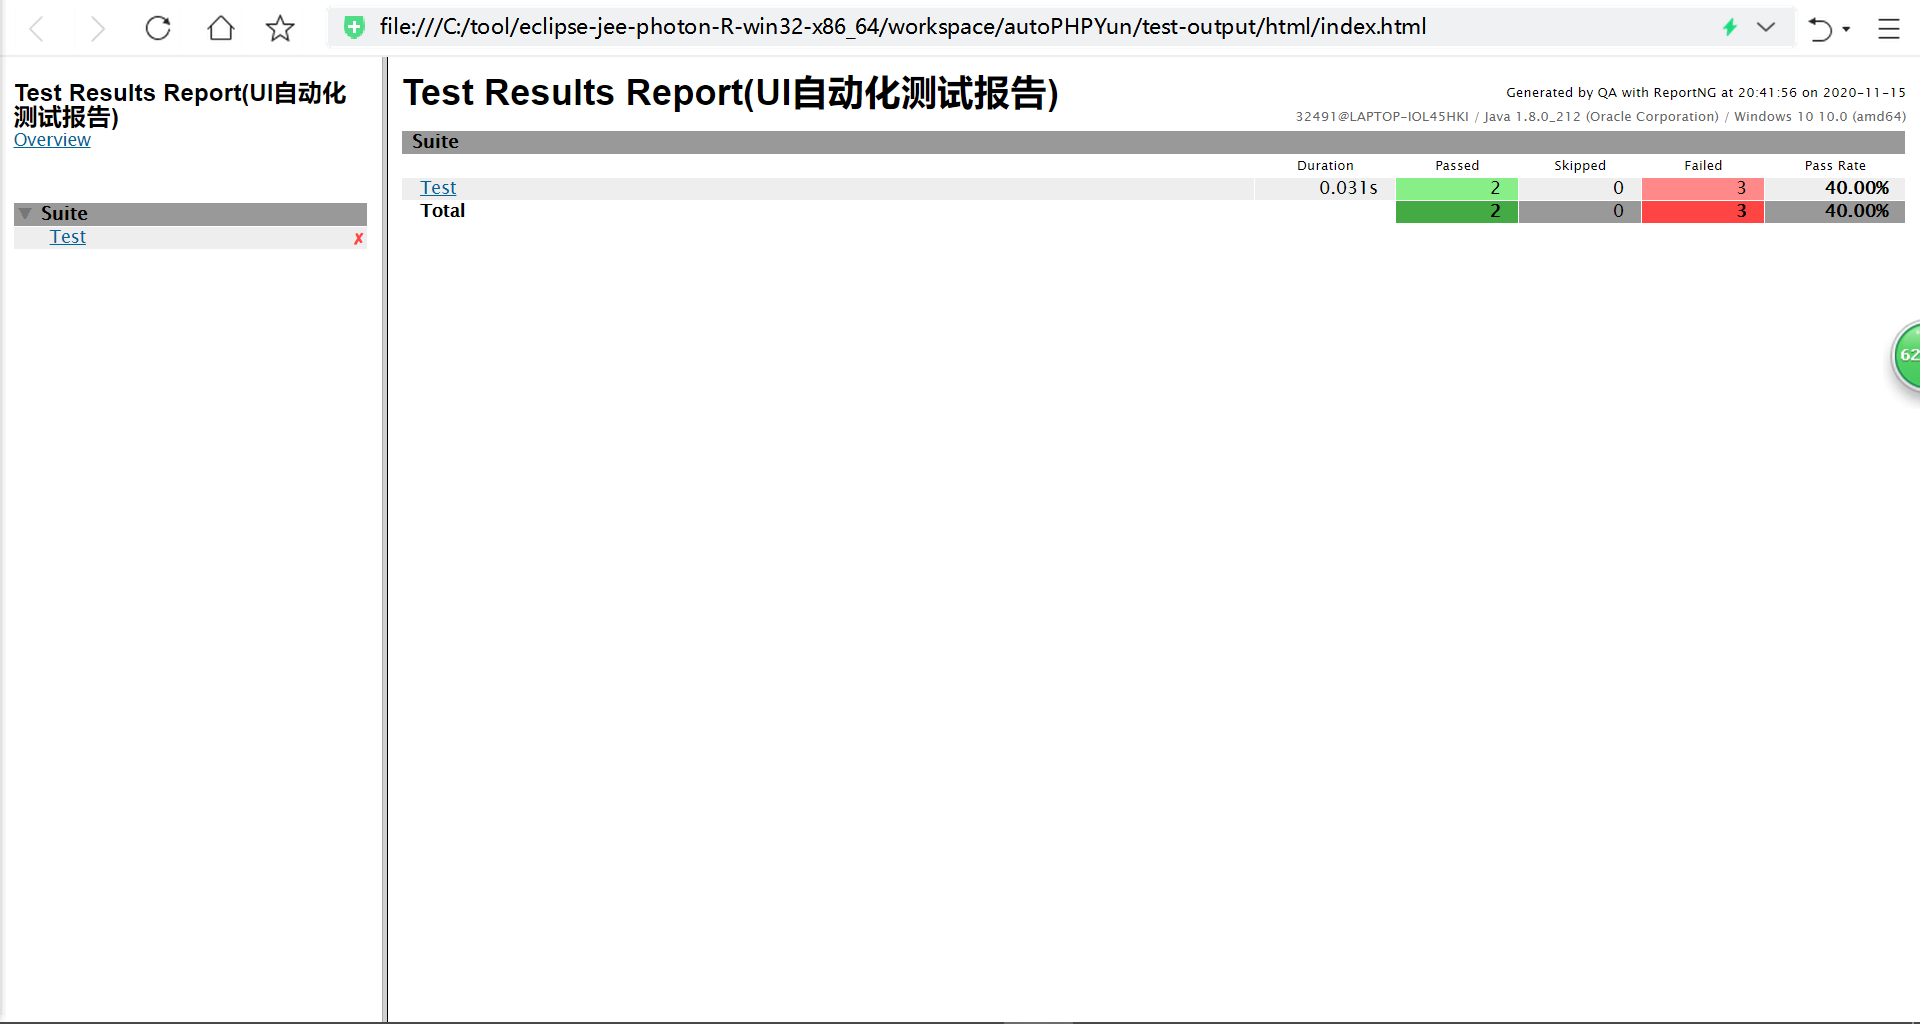 file:///C:/tool/eclipse-jee-photon-R-win32-x86_64/workspace/autoPHPYun/test-output/html/index.html
Test Results Report(UI自动化
测试报告)
Overview
Suite
Test ✗
Test Results Report(UI自动化测试报告)
Generated by QA with ReportNG at 20:41:56 on 2020-11-15
32491@LAPTOP-IOL45HKI / Java 1.8.0_212 (Oracle Corporation) / Windows 10 10.0 (amd64)
Suite
Duration Passed Skipped Failed Pass Rate
Test 0.031s 2 0 3 40.00%
Total 2 0 3 40.00%
62